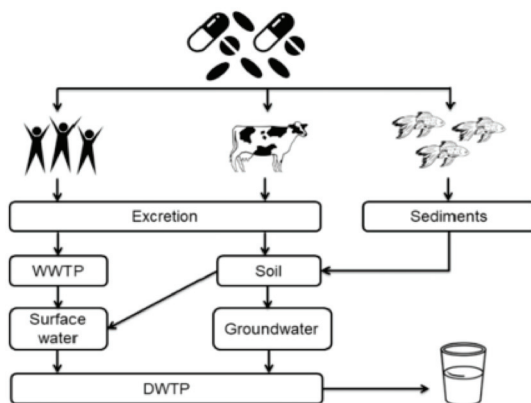 Excretion
Sediments
WWTP
Soil
Surface
water
Groundwater
DWTP